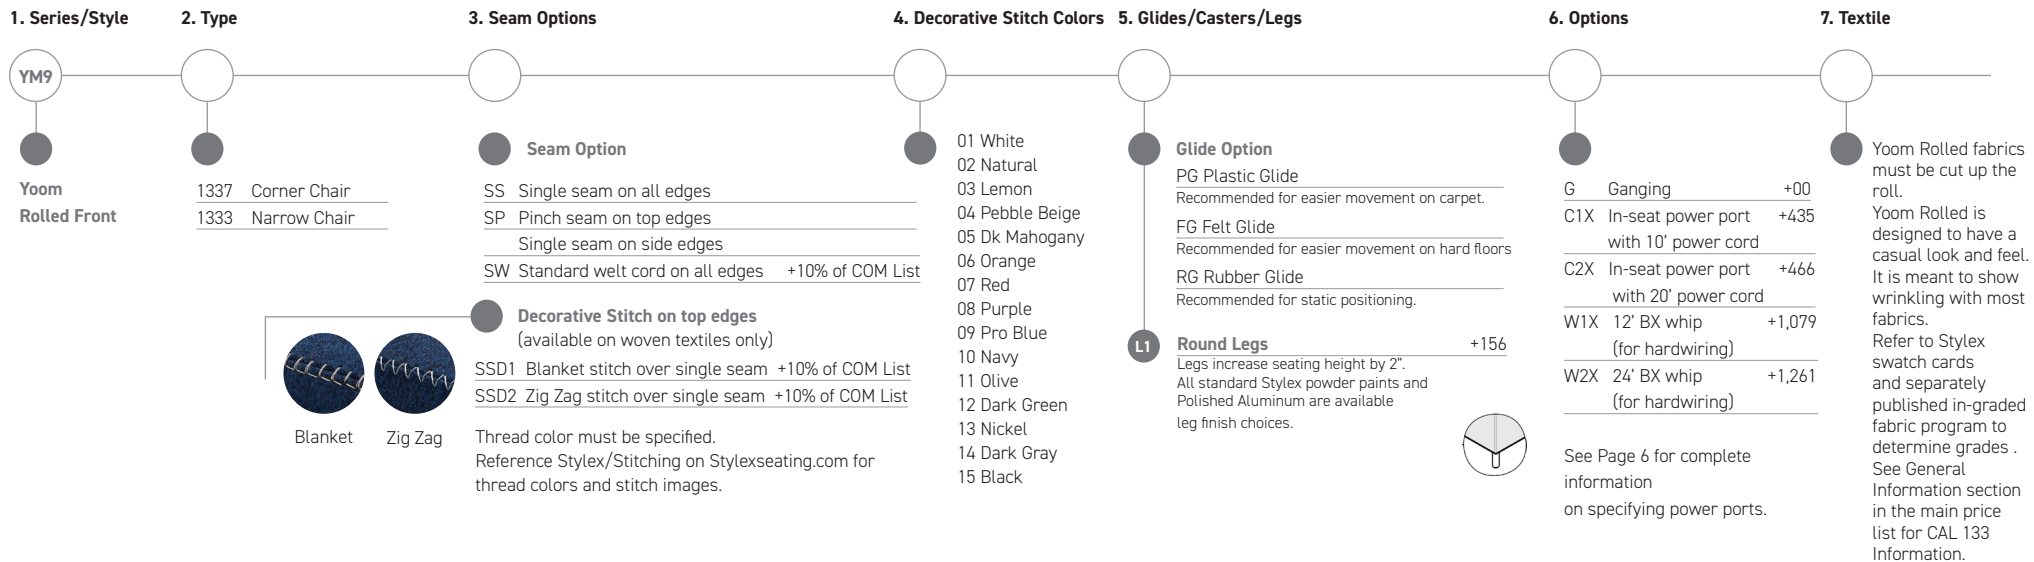 1. Series/Style
YM9
Yoom
Rolled Front
2. Type
1337 Corner Chair
1333 Narrow Chair
3. Seam Options
Seam Option
SS Single seam on all edges
SP Pinch seam on top edges
Single seam on side edges
SW Standard welt cord on all edges +10% of COM List
Decorative Stitch on top edges
(available on woven textiles only)
SSD1 Blanket stitch over single seam +10% of COM List
SSD2 Zig Zag stitch over single seam +10% of COM List
Blanket Zig Zag
Thread color must be specified.
Reference Stylex/Stitching on Stylexseating.com for
thread colors and stitch images.
4. Decorative Stitch Colors
01 White
02 Natural
03 Lemon
04 Pebble Beige
05 Dk Mahogany
06 Orange
07 Red
08 Purple
09 Pro Blue
10 Navy
11 Olive
12 Dark Green
13 Nickel
14 Dark Gray
15 Black
5. Glides/Casters/Legs
Glide Option
PG Plastic Glide
Recommended for easier movement on carpet.
FG Felt Glide
Recommended for easier movement on hard floors
RG Rubber Glide
Recommended for static positioning.
L1 Round Legs +156
Legs increase seating height by 2".
All standard Stylex powder paints and
Polished Aluminum are available
leg finish choices.
6. Options
G Ganging +00
C1X In-seat power port +435
with 10' power cord
C2X In-seat power port +466
with 20' power cord
W1X 12' BX whip +1,079
(for hardwiring)
W2X 24' BX whip +1,261
(for hardwiring)
See Page 6 for complete
information
on specifying power ports.
7. Textile
Yoom Rolled fabrics
must be cut up the
roll.
Yoom Rolled is
designed to have a
casual look and feel.
It is meant to show
wrinkling with most
fabrics.
Refer to Stylex
swatch cards
and separately
published in-graded
fabric program to
determine grades .
See General
Information section
in the main price
list for CAL 133
Information.